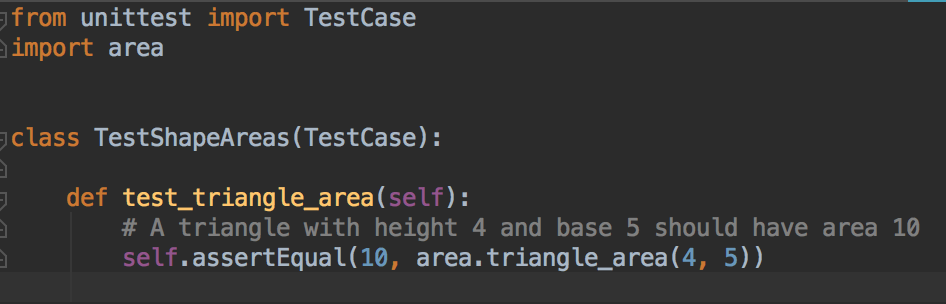 from unittest import TestCase
import area
class TestShapeAreas(TestCase):
def test_triangle_area(self):
# A triangle with height 4 and base 5 should have area 10
self.assertEqual(10, area.triangle_area(4, 5))